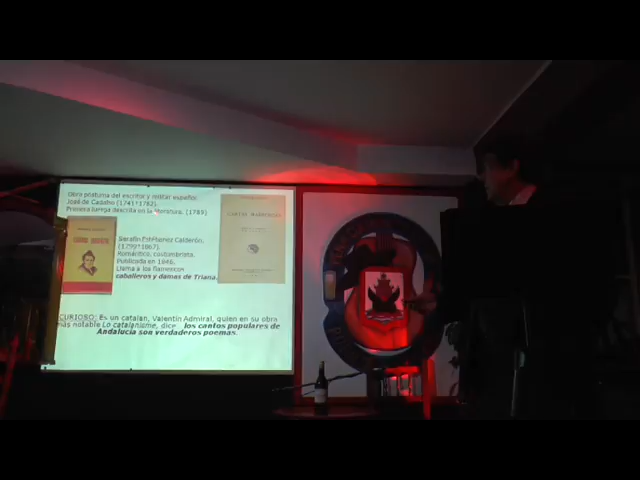 Obra póstuma del escritor y militar español.
José de Cadalso (1741*1782).
Primera juerga descrita en la literatura. (1789)
CARTAS MARRUECAS
Serafín Estébanez Calderón.
(1799*1867).
Romántico, costumbrista.
Publicada en 1846.
Llama a los flamencos
caballeros y damas de Triana.
CURIOSO: Es un catalán, Valentín Admiral, quien en su obra
más notable Lo catalanisme, dice los cantos populares de
Andalucía son verdaderos poemas.